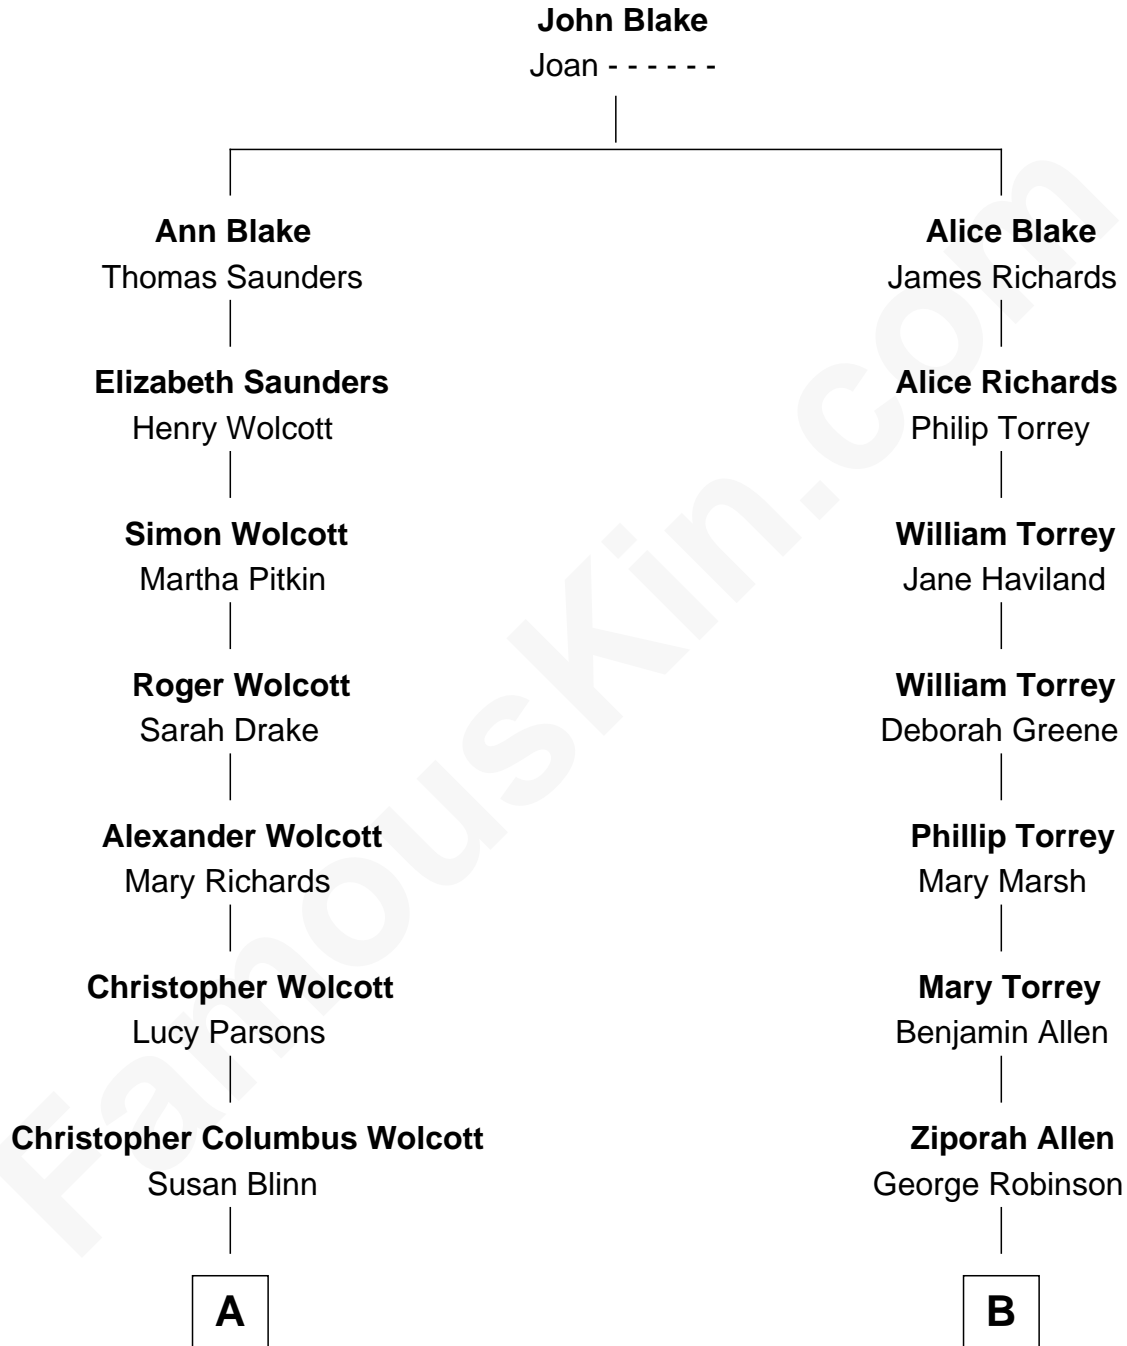 John Blake
Joan - - - - - -
Ann Blake
Thomas Saunders
Alice Blake
James Richards
Elizabeth Saunders
Henry Wolcott
Alice Richards
Philip Torrey
Simon Wolcott
Martha Pitkin
William Torrey
Jane Haviland
Roger Wolcott
Sarah Drake
William Torrey
Deborah Greene
Alexander Wolcott
Mary Richards
Phillip Torrey
Mary Marsh
Christopher Wolcott
Lucy Parsons
Mary Torrey
Benjamin Allen
Christopher Columbus Wolcott
Susan Blinn
Ziporah Allen
George Robinson
A
B
FamousKin.com